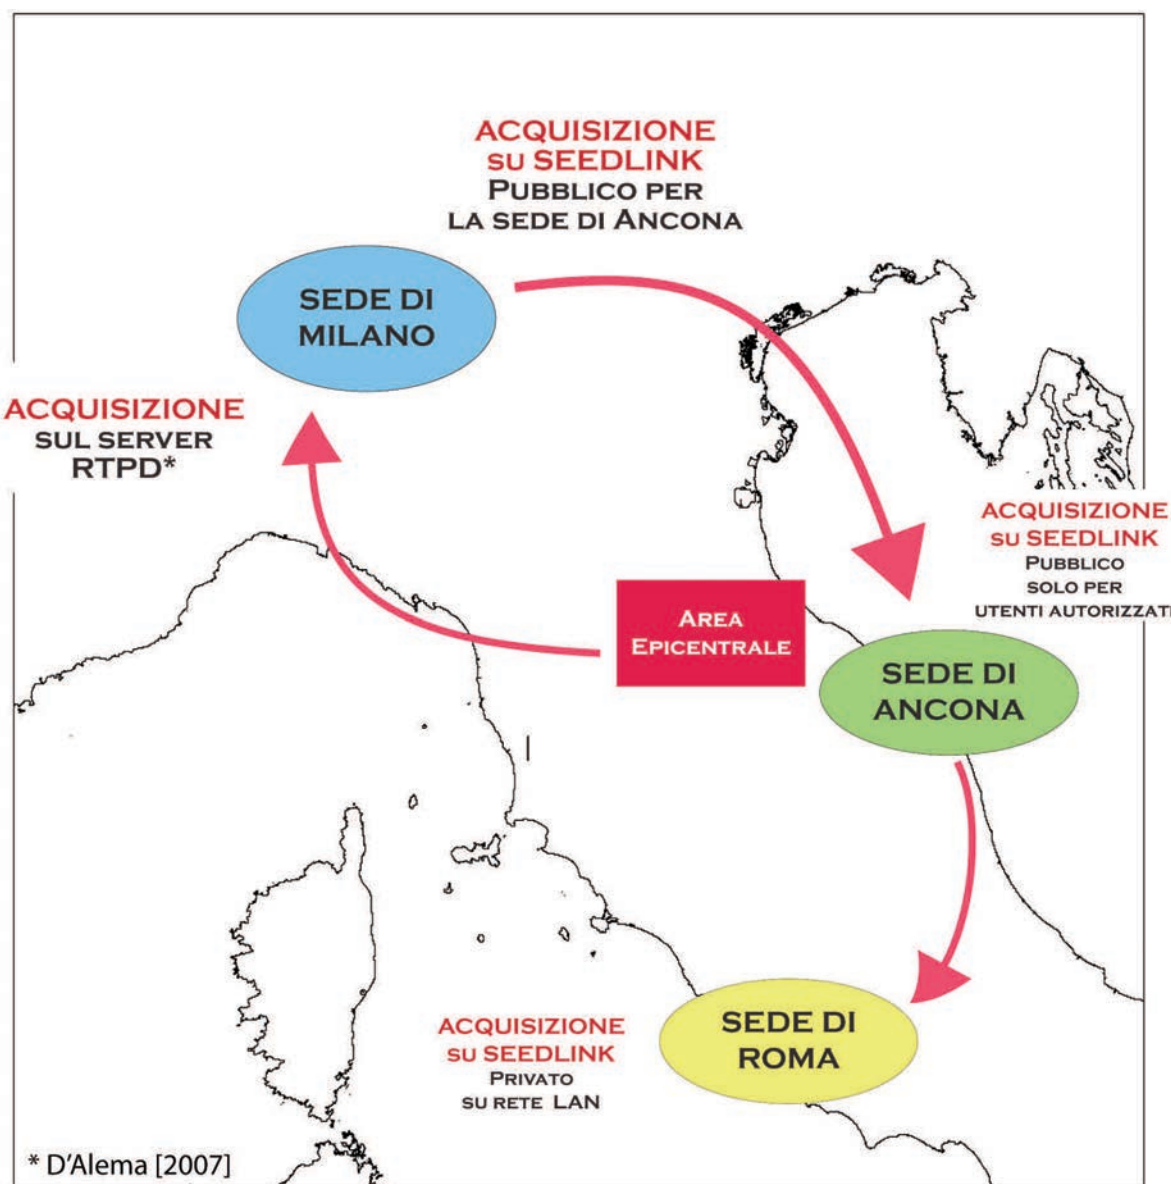 ACQUISIZIONE
SU SEEDLINK
PUBBLICO PER
LA SEDE DI ANCONA
SEDE DI
MILANO
ACQUISIZIONE
SUL SERVER
RTPD*
ACQUISIZIONE
SU SEEDLINK
PUBBLICO
SOLO PER
UTENTI AUTORIZZATI
AREA
EPICENTRALE
SEDE DI
ANCONA
SEDE DI
ROMA
ACQUISIZIONE
SU SEEDLINK
PRIVATO
SU RETE LAN
* D'Alema [2007]